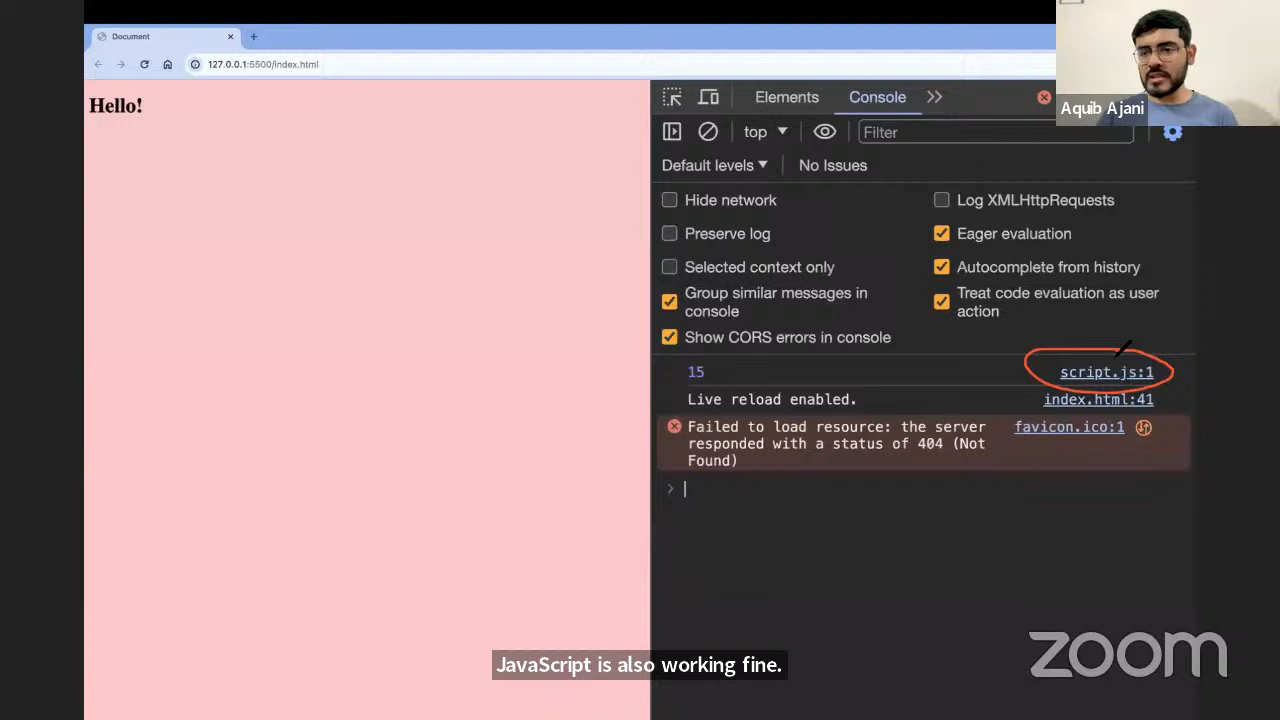 Document
127.0.0.1:5500/index.html
Aquib Ajani
Hello!
Elements Console
top Filter
Default levels No Issues
Hide network Log XMLHttpRequests
Preserve log Eager evaluation
Selected context only Autocomplete from history
Group similar messages in console Treat code evaluation as user action
Show CORS errors in console
15 script.js:1
Live reload enabled. index.html:41
Failed to load resource: the server favicon.ico:1
responded with a status of 404 (Not
Found)
JavaScript is also working fine.
zoom